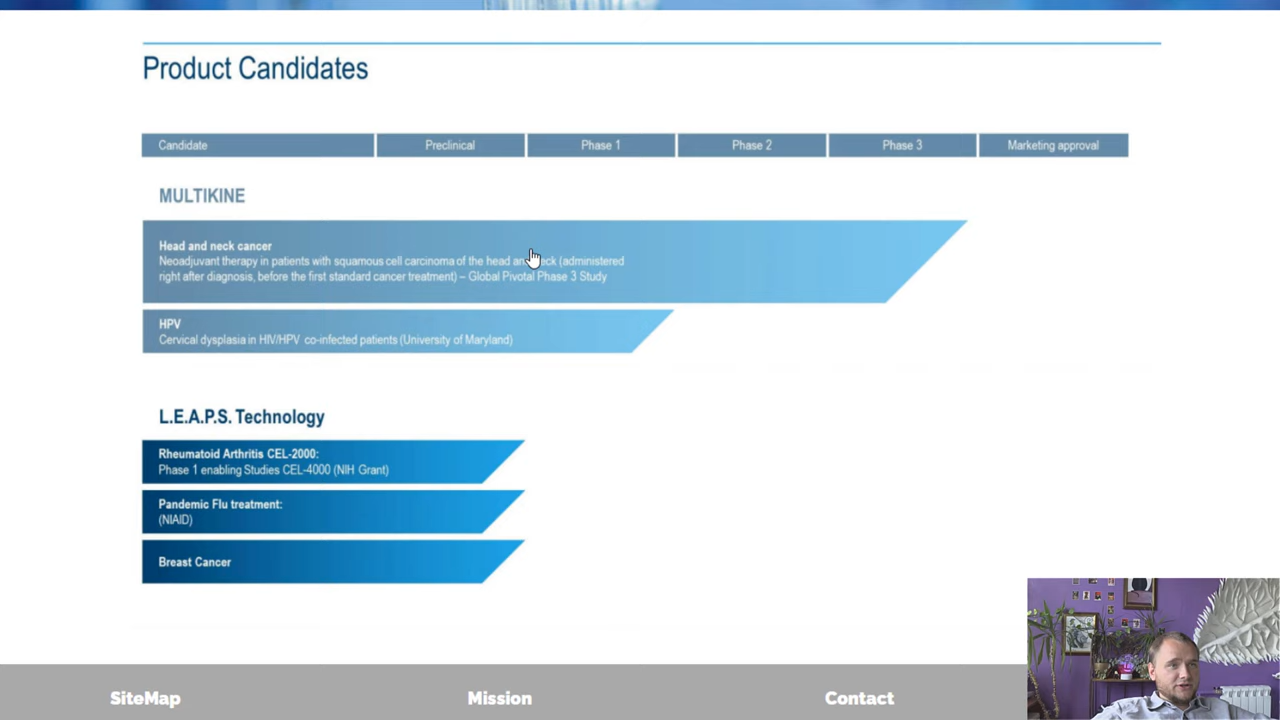 Product Candidates
Candidate Preclinical Phase 1 Phase 2 Phase 3 Marketing approval
MULTIKINE
Head and neck cancer
Neoadjuvant therapy in patients with squamous cell carcinoma of the head and neck (administered
right after diagnosis, before the first standard cancer treatment) – Global Pivotal Phase 3 Study
HPV
Cervical dysplasia in HIV/HPV co-infected patients (University of Maryland)
L.E.A.P.S. Technology
Rheumatoid Arthritis CEL-2000:
Phase 1 enabling Studies CEL-4000 (NIH Grant)
Pandemic Flu treatment:
(NIAID)
Breast Cancer
SiteMap Mission Contact